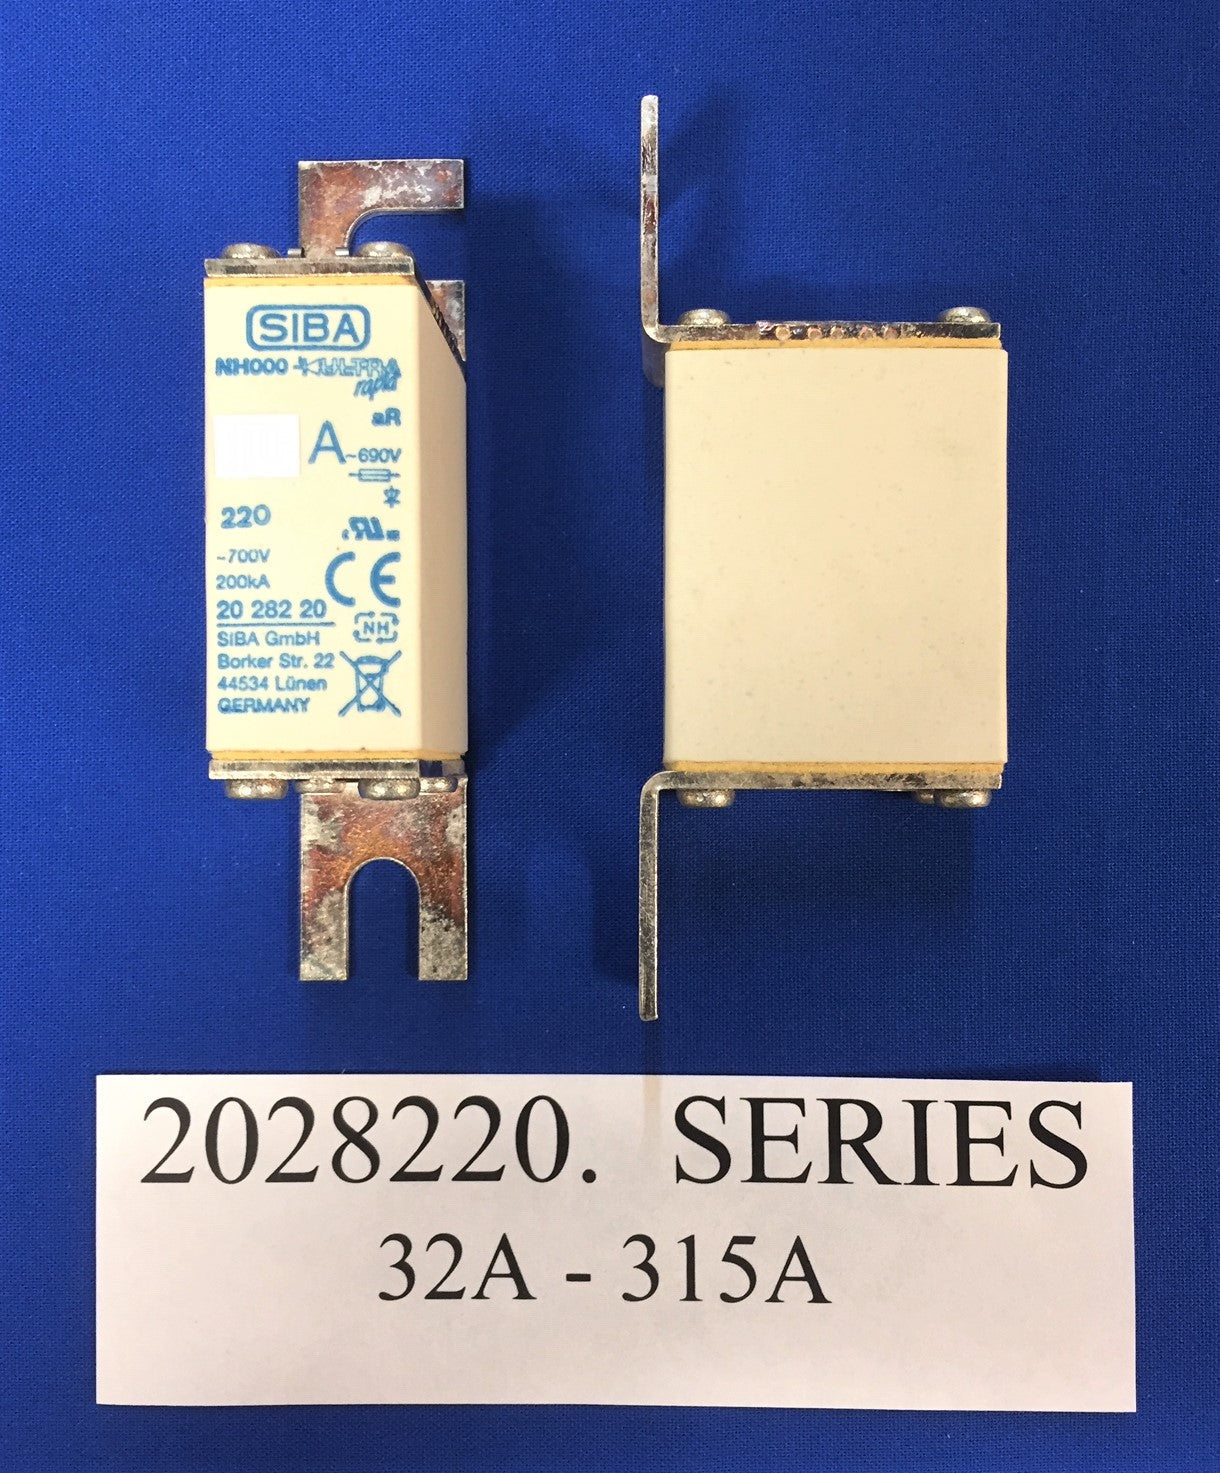 SIBA
NH000 ULTRA
rapid
aR
A ~690V
220
~700V
200kA
20 282 20
SIBA GmbH
Borker Str. 22
44534 Lünen
GERMANY
CE
NH
2028220. SERIES
32A - 315A